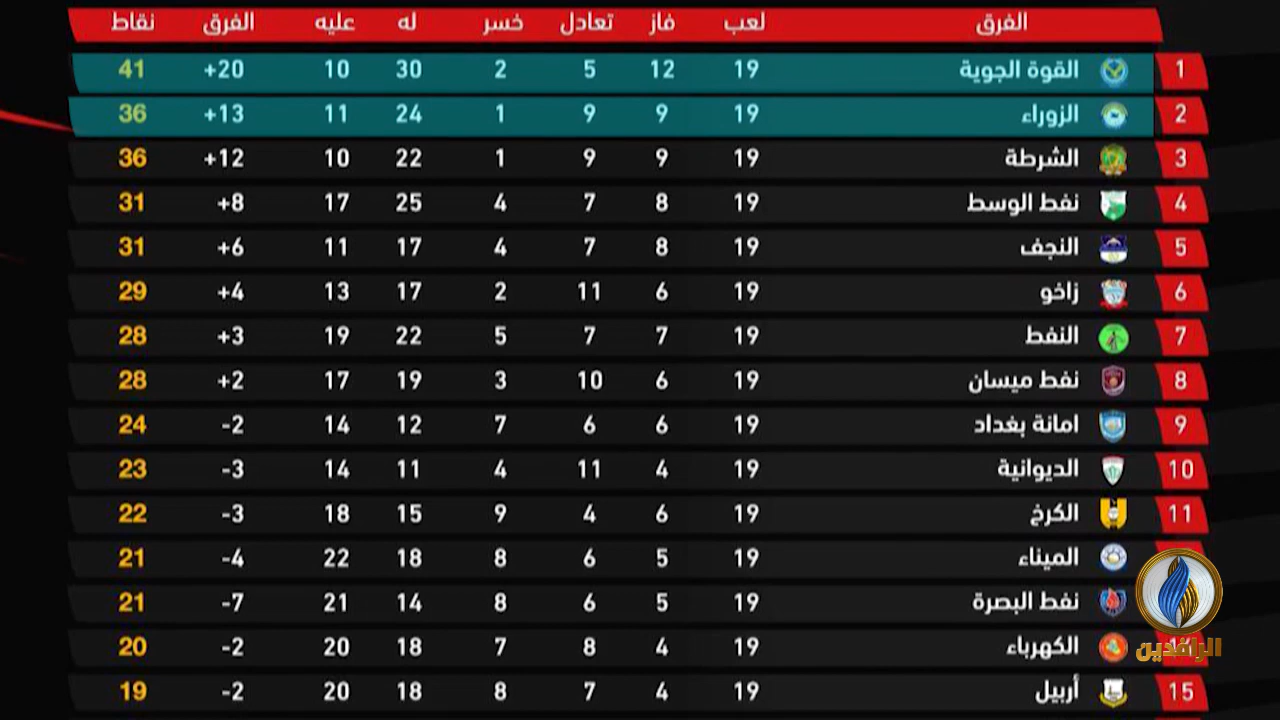 الفرق لعب فاز تعادل خسر له عليه الفرق نقاط
1 القوة الجوية 19 12 5 2 30 10 +20 41
2 الزوراء 19 9 9 1 24 11 +13 36
3 الشرطة 19 9 9 1 22 10 +12 36
4 نفط الوسط 19 8 7 4 25 17 +8 31
5 النجف 19 8 7 4 17 11 +6 31
6 زاخو 19 6 11 2 17 13 +4 29
7 النفط 19 7 7 5 22 19 +3 28
8 نفط ميسان 19 6 10 3 19 17 +2 28
9 امانة بغداد 19 6 6 7 12 14 -2 24
10 الديوانية 19 4 11 4 11 14 -3 23
11 الكرخ 19 6 4 9 15 18 -3 22
الميناء 19 5 6 8 18 22 -4 21
نفط البصرة 19 5 6 8 14 21 -7 21
الكهرباء 19 4 8 7 18 20 -2 20
15 أربيل 19 4 7 8 18 20 -2 19
الرافدين